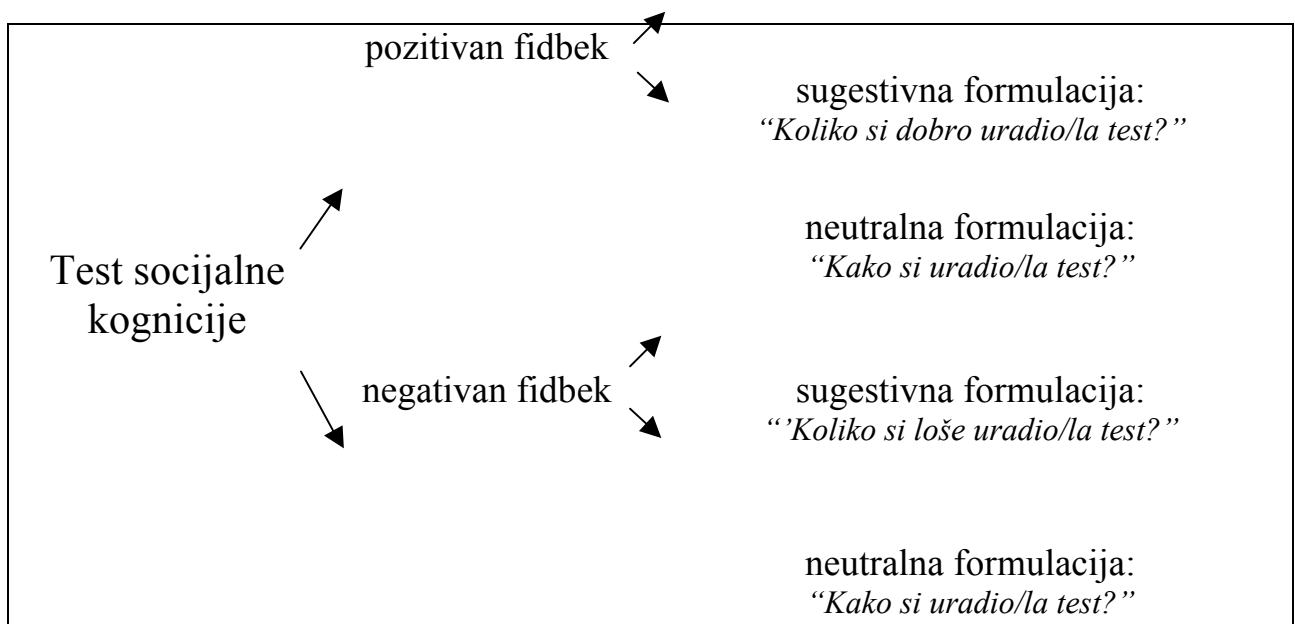 pozitivan fidbek
sugestivna formulacija:
“Koliko si dobro uradio/la test?”
neutralna formulacija:
“Kako si uradio/la test?”
Test socijalne
kognicije
negativan fidbek
sugestivna formulacija:
“’Koliko si loše uradio/la test?”
neutralna formulacija:
“Kako si uradio/la test?”